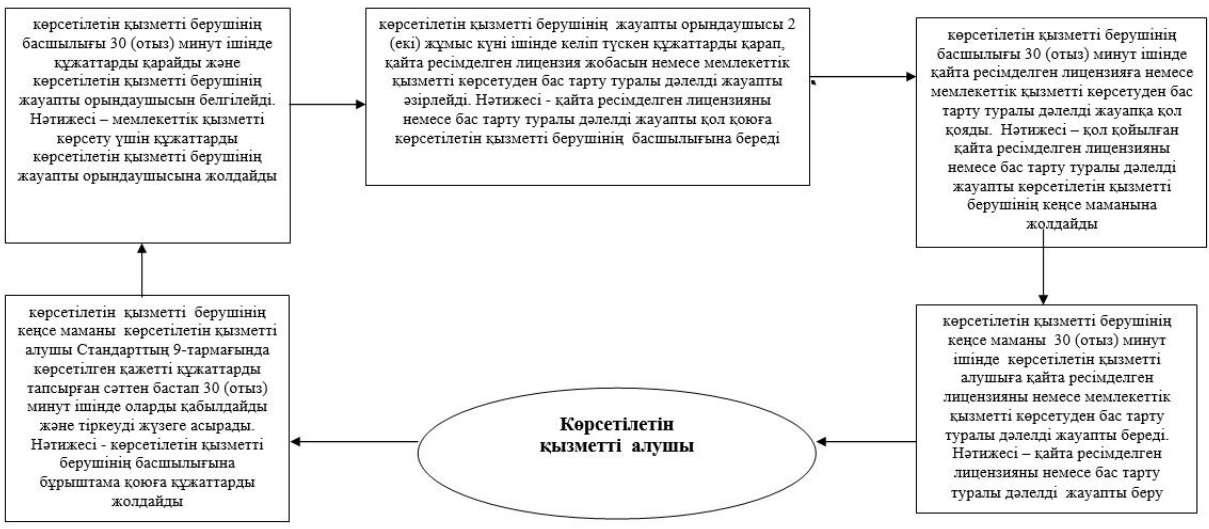 көрсетілетін қызметті берушінің
басшылығы 30 (отыз) минут ішінде
құжаттарды қарайды және
көрсетілетін қызметті берушінің
жауапты орындаушысын белгілейді.
Нәтижесі – мемлекеттік қызметті
көрсету үшін құжаттарды
көрсетілетін қызметті берушінің
жауапты орындаушысына жолдайды
көрсетілетін қызметті берушінің жауапты орындаушысы 2
(екі) жұмыс күні ішінде келіп түскен құжаттарды қарап,
қайта ресімделген лицензия жобасын немесе мемлекеттік
қызметті көрсетуден бас тарту туралы дәлелді жауапты
әзірлейді. Нәтижесі - қайта ресімделген лицензияны
немесе бас тарту туралы дәлелді жауапты қол қоюға
көрсетілетін қызметті берушінің басшылығына береді
көрсетілетін қызметті берушінің
басшылығы 30 (отыз) минут ішінде
қайта ресімделген лицензияға немесе
мемлекеттік қызметті көрсетуден бас
тарту туралы дәлелді жауапқа қол
қояды. Нәтижесі – қол қойылған
қайта ресімделген лицензияны
немесе бас тарту туралы дәлелді
жауапты көрсетілетін қызметті
берушінің кеңсе маманына
жолдайды
көрсетілетін қызметті берушінің
кеңсе маманы көрсетілетін қызметті
алушы Стандарттың 9-тармағында
көрсетілген қажетті құжаттарды
тапсырған сәттен бастап 30 (отыз)
минут ішінде оларды қабылдайды
және тіркеуді жүзеге асырады.
Нәтижесі - көрсетілетін қызметті
берушінің басшылығына
бұрыштама қоюға құжаттарды
жолдайды
Көрсетілетін
қызметті алушы
көрсетілетін қызметті берушінің
кеңсе маманы 30 (отыз) минут
ішінде көрсетілетін қызметті
алушыға қайта ресімделген
лицензияны немесе мемлекеттік
қызметті көрсетуден бас тарту
туралы дәлелді жауапты береді.
Нәтижесі – қайта ресімделген
лицензияны немесе бас тарту
туралы дәлелді жауапты беру